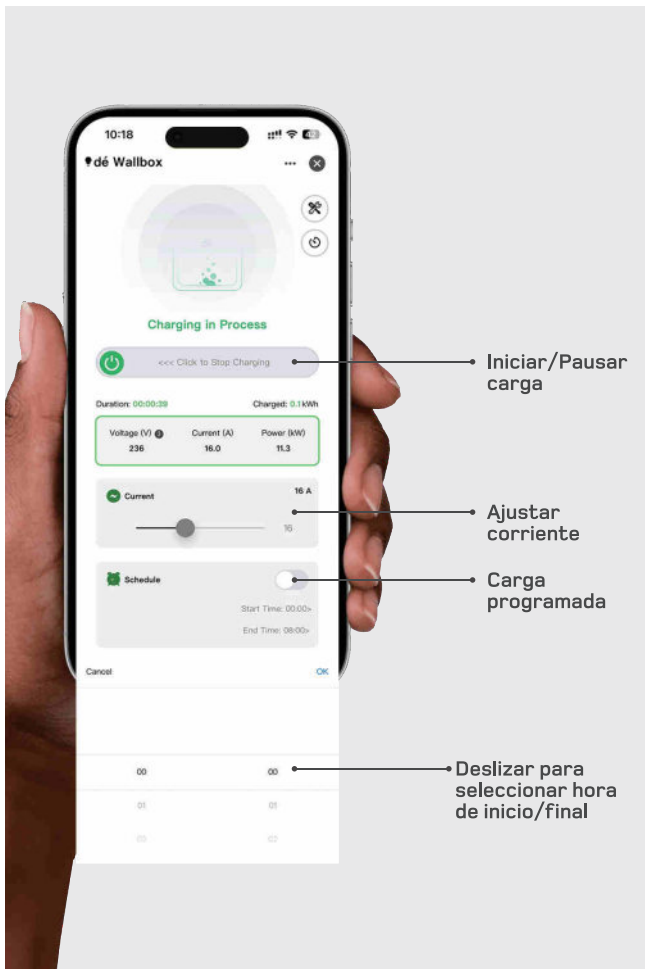 10:18
dé Wallbox
Charging in Process
<<< Click to Stop Charging
Iniciar/Pausar
carga
Duration: 00:00:39 Charged: 0.1 kWh
Voltage (V) Current (A) Power (kW)
236 16.0 11.3
Current 16 A
16
Ajustar
corriente
Schedule
Carga
programada
Start Time: 00:00>
End Time: 08:00>
Cancel OK
00 00
Deslizar para
seleccionar hora
de inicio/final
01 01